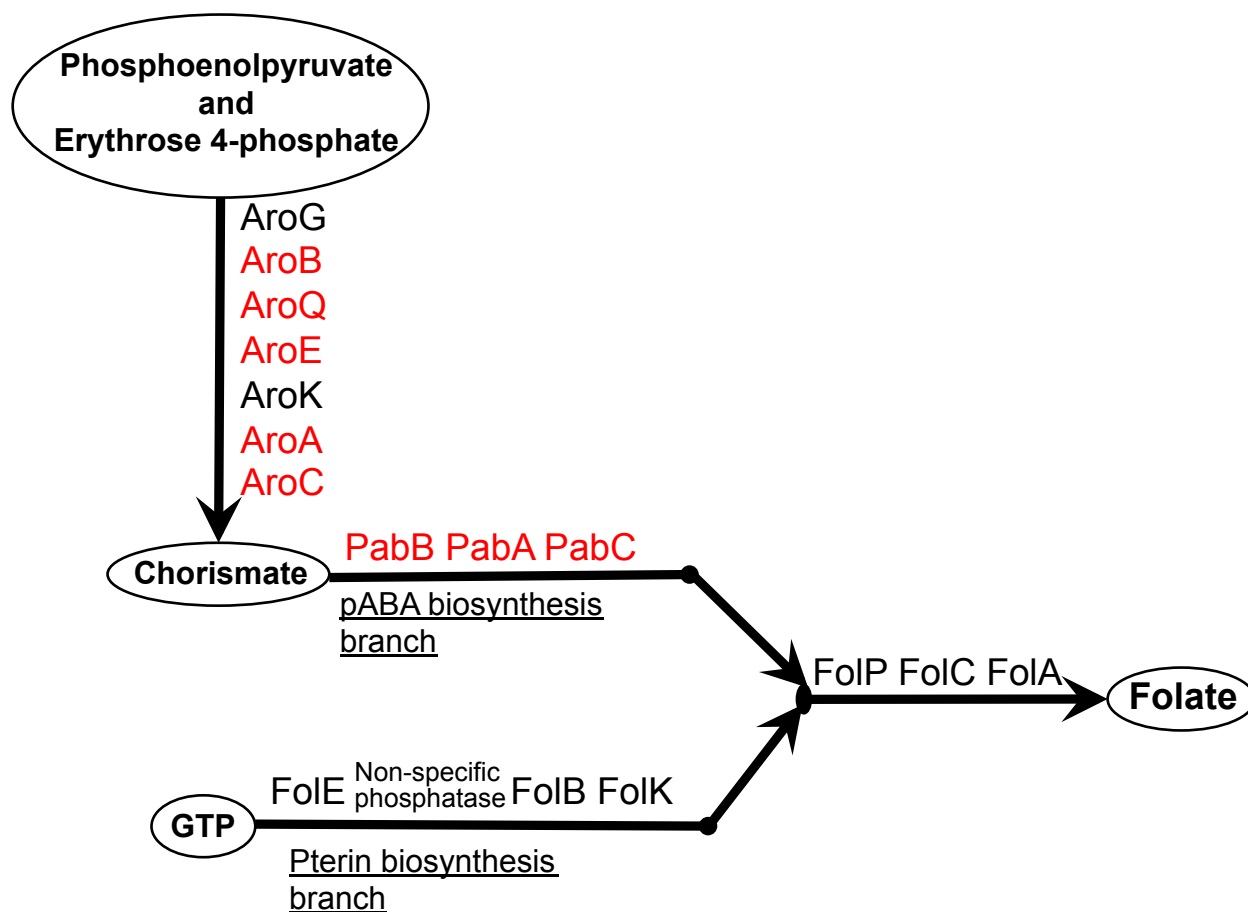 Phosphoenolpyruvate
and
Erythrose 4-phosphate
AroG
AroB
AroQ
AroE
AroK
AroA
AroC
Chorismate
PabB PabA PabC
pABA biosynthesis
branch
FolP FolC FolA
Folate
GTP
FolE Non-specific phosphatase FolB FolK
Pterin biosynthesis
branch